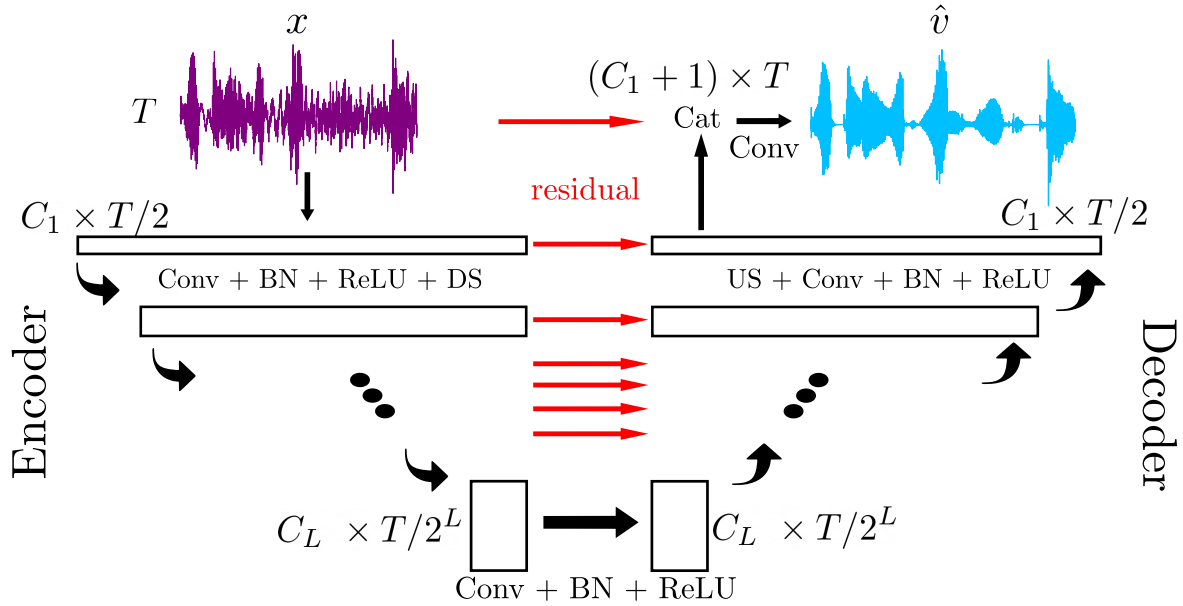 x
v̂
T
(C₁ + 1) × T
Cat
Conv
residual
C₁ × T/2
C₁ × T/2
Conv + BN + ReLU + DS
US + Conv + BN + ReLU
Encoder
Decoder
C_L × T/2^L
C_L × T/2^L
Conv + BN + ReLU